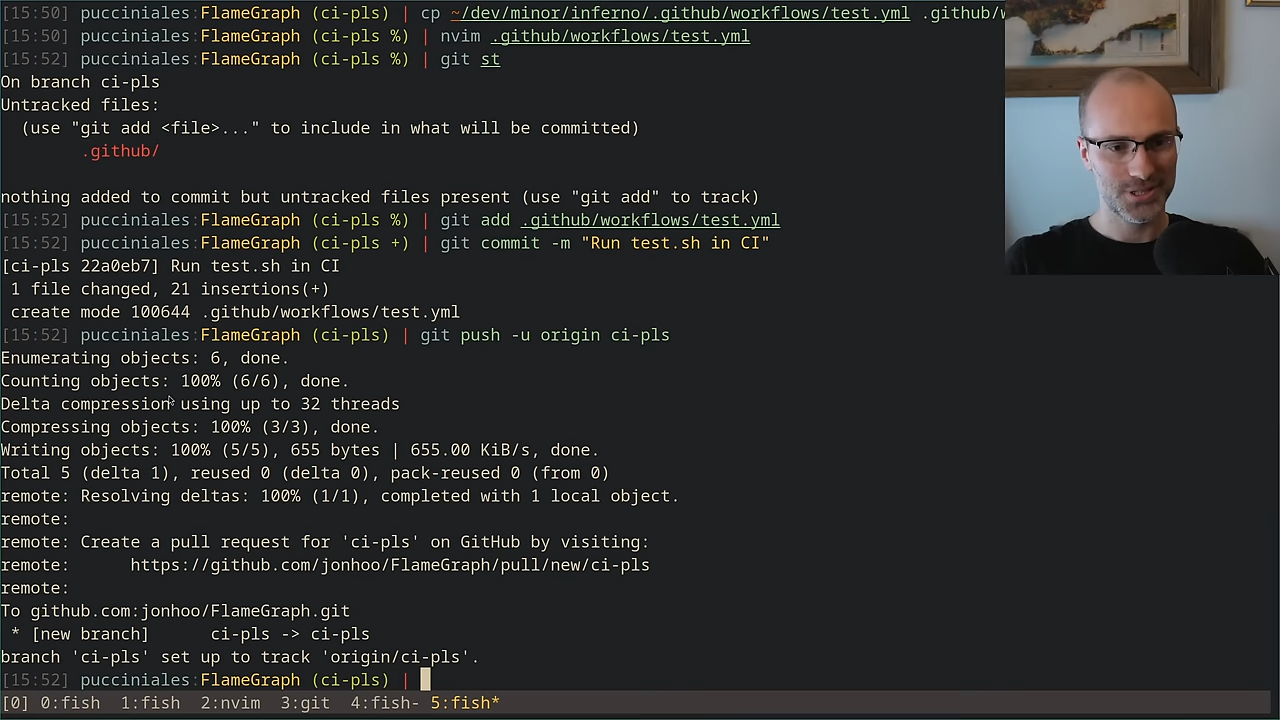 [15:50] pucciniales:FlameGraph (ci-pls) | cp ~/dev/minor/inferno/.github/workflows/test.yml .github/
[15:50] pucciniales:FlameGraph (ci-pls %) | nvim .github/workflows/test.yml
[15:52] pucciniales:FlameGraph (ci-pls %) | git st
On branch ci-pls
Untracked files:
  (use "git add <file>..." to include in what will be committed)
        .github/
nothing added to commit but untracked files present (use "git add" to track)
[15:52] pucciniales:FlameGraph (ci-pls %) | git add .github/workflows/test.yml
[15:52] pucciniales:FlameGraph (ci-pls +) | git commit -m "Run test.sh in CI"
[ci-pls 22a0eb7] Run test.sh in CI
 1 file changed, 21 insertions(+)
 create mode 100644 .github/workflows/test.yml
[15:52] pucciniales:FlameGraph (ci-pls) | git push -u origin ci-pls
Enumerating objects: 6, done.
Counting objects: 100% (6/6), done.
Delta compression using up to 32 threads
Compressing objects: 100% (3/3), done.
Writing objects: 100% (5/5), 655 bytes | 655.00 KiB/s, done.
Total 5 (delta 1), reused 0 (delta 0), pack-reused 0 (from 0)
remote: Resolving deltas: 100% (1/1), completed with 1 local object.
remote:
remote: Create a pull request for 'ci-pls' on GitHub by visiting:
remote:      https://github.com/jonhoo/FlameGraph/pull/new/ci-pls
remote:
To github.com:jonhoo/FlameGraph.git
 * [new branch]      ci-pls -> ci-pls
branch 'ci-pls' set up to track 'origin/ci-pls'.
[15:52] pucciniales:FlameGraph (ci-pls) |
[0] 0:fish  1:fish  2:nvim  3:git  4:fish- 5:fish*